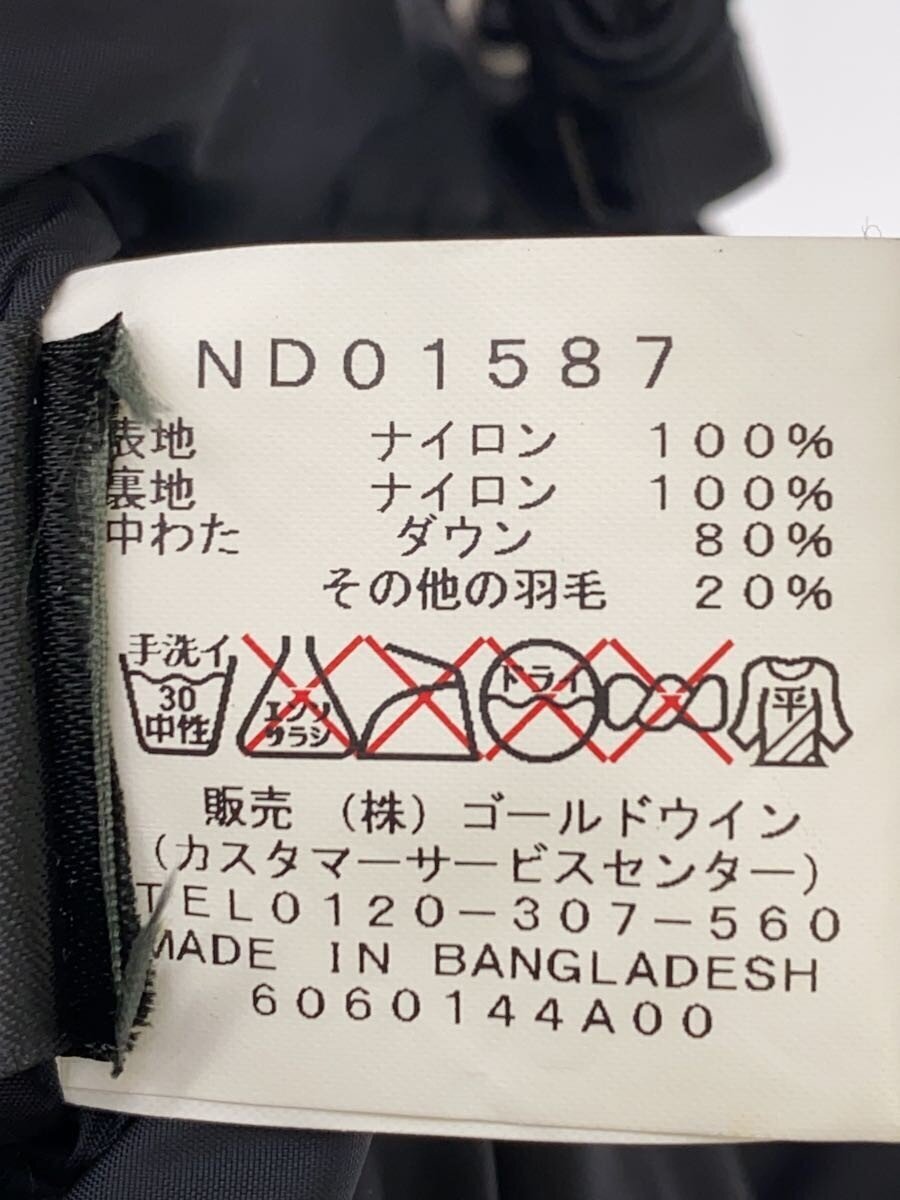 ND01587
表地 ナイロン 100%
裏地 ナイロン 100%
中わた ダウン 80%
その他の羽毛 20%
手洗イ
30
中性
エンソ
サラシ
ドライ
平
販売 (株)ゴールドウイン
(カスタマーサービスセンター)
TEL0120-307-560
MADE IN BANGLADESH
6060144A00